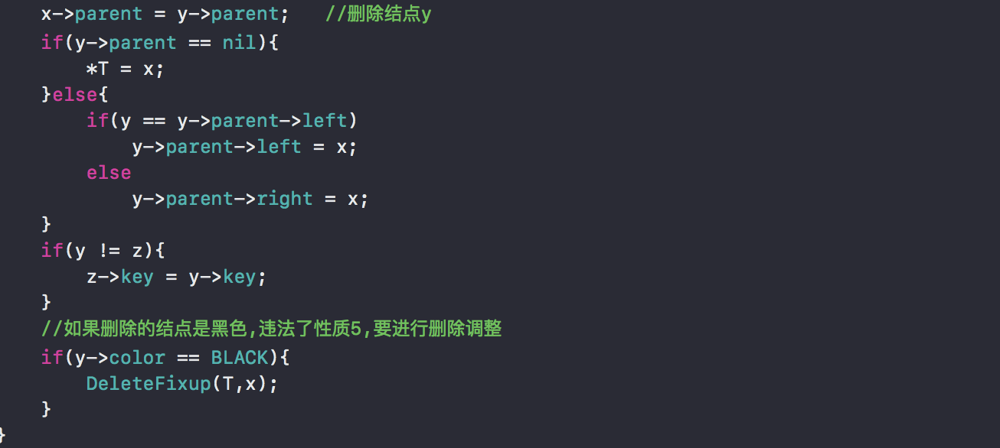 x->parent = y->parent;   //删除结点y
if(y->parent == nil){
    *T = x;
}else{
    if(y == y->parent->left)
        y->parent->left = x;
    else
        y->parent->right = x;
}
if(y != z){
    z->key = y->key;
}
//如果删除的结点是黑色,违法了性质5,要进行删除调整
if(y->color == BLACK){
    DeleteFixup(T,x);
}
}